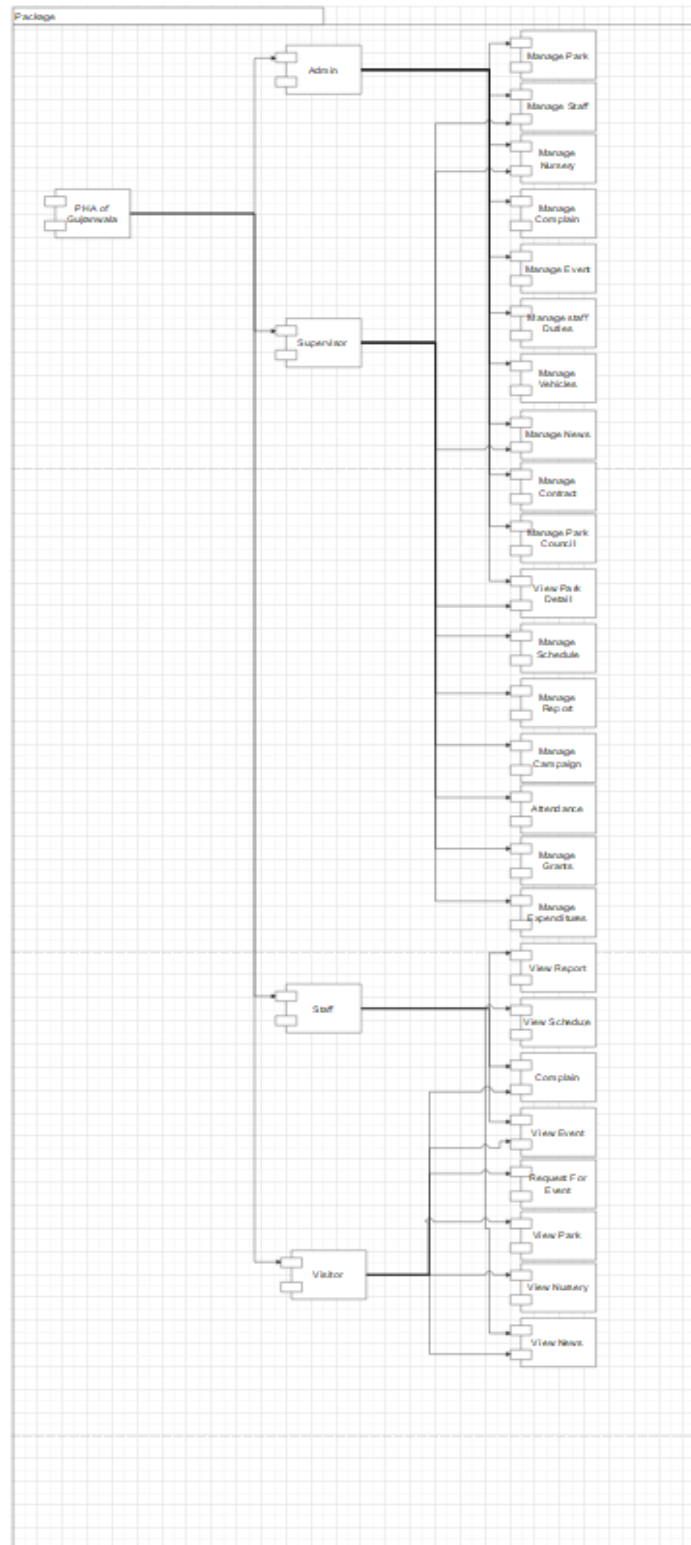 Package
Admin
PHA of
Gujranwala
Supervisor
Staff
Visitor
Manage Park
Manage Staff
Manage
Nursery
Manage
Complain
Manage Event
Manage staff
Duties
Manage
Vehicles
Manage News
Manage
Contract
Manage Park
Council
View Park
Detail
Manage
Schedule
Manage
Report
Manage
Campaign
Attendance
Manage
Grants
Manage
Expenditures
View Report
View Schedule
Complain
View Event
Request For
Event
View Park
View Nursery
View News